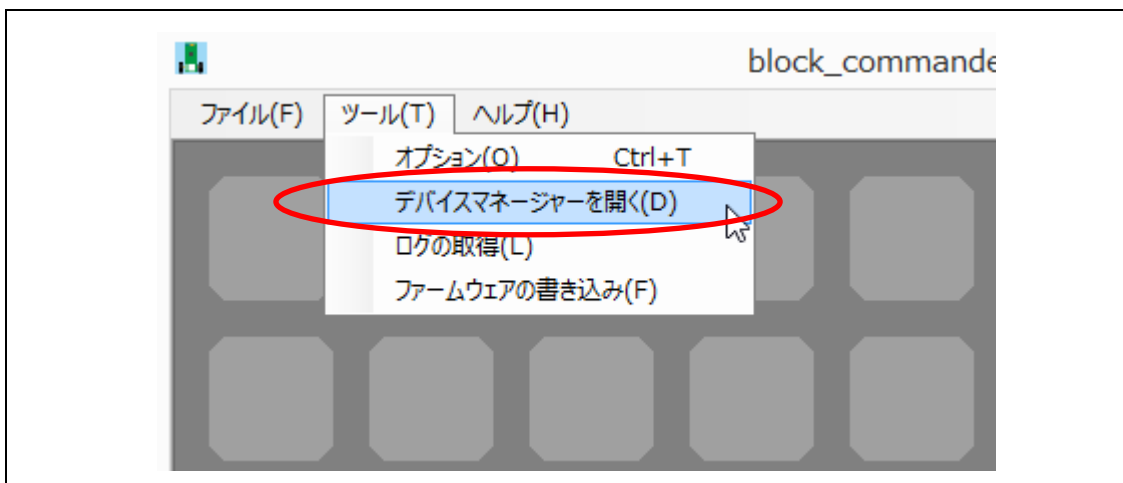 block_commande
ファイル(F) ツール(T) ヘルプ(H)
オプション(O) Ctrl+T
デバイスマネージャーを開く(D)
ログの取得(L)
ファームウェアの書き込み(F)